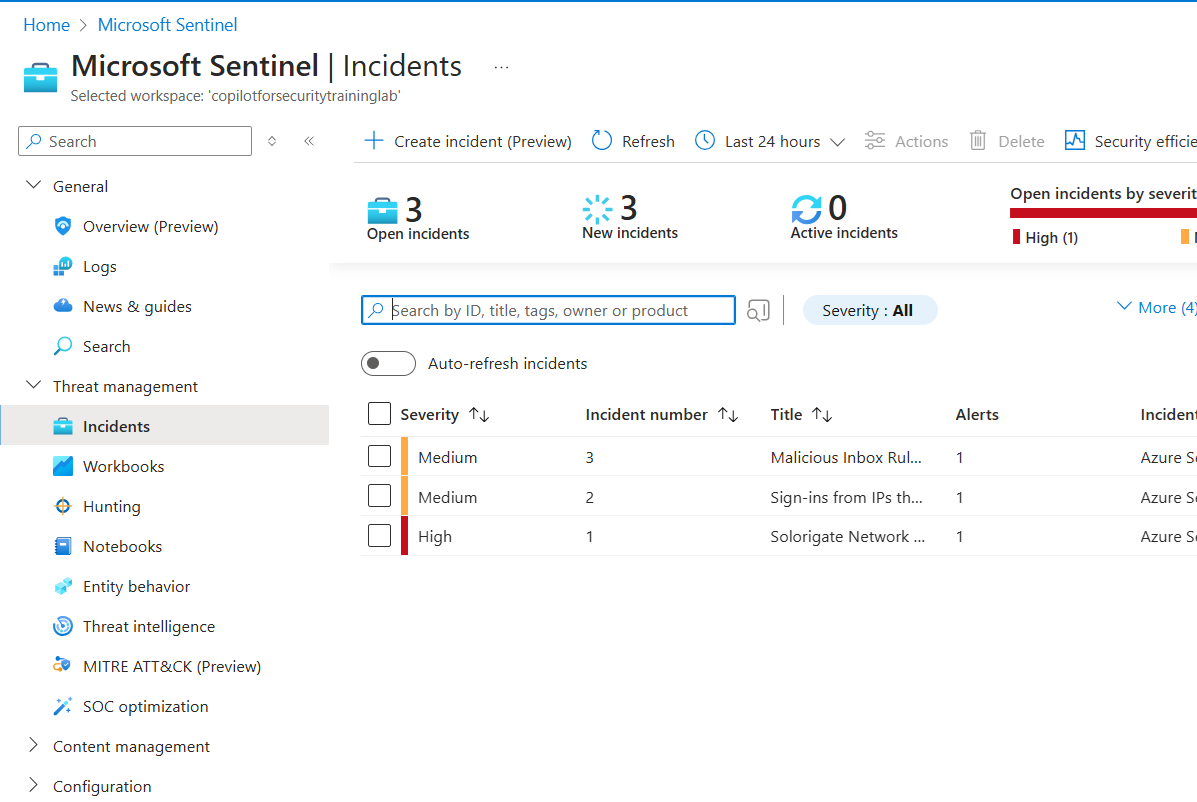 Home > Microsoft Sentinel
Microsoft Sentinel | Incidents ...
Selected workspace: 'copilotforsecuritytraininglab'
Search
General
Overview (Preview)
Logs
News & guides
Search
Threat management
Incidents
Workbooks
Hunting
Notebooks
Entity behavior
Threat intelligence
MITRE ATT&CK (Preview)
SOC optimization
Content management
Configuration
Create incident (Preview) Refresh Last 24 hours Actions Delete Security efficie
3 Open incidents
3 New incidents
0 Active incidents
Open incidents by severit
High (1)
Search by ID, title, tags, owner or product
Severity : All
More (4)
Auto-refresh incidents
Severity Incident number Title Alerts Incident
Medium 3 Malicious Inbox Rul... 1 Azure Se
Medium 2 Sign-ins from IPs th... 1 Azure Se
High 1 Solorigate Network ... 1 Azure Se